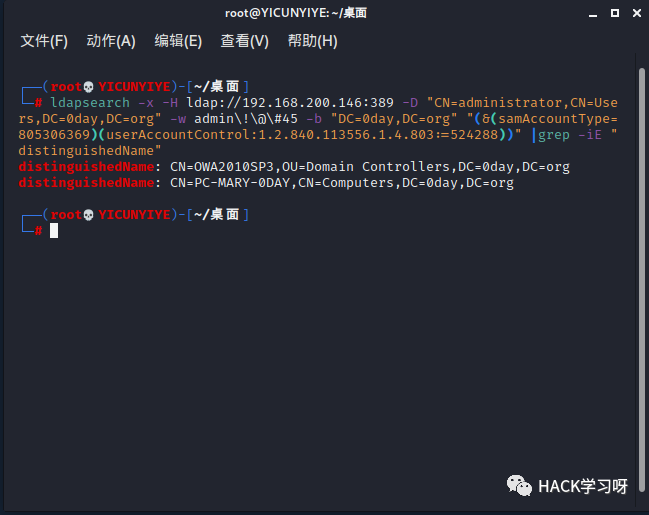 root@YICUNYIYE:~/桌面
文件(F) 动作(A) 编辑(E) 查看(V) 帮助(H)
┌──(root💀YICUNYIYE)-[~/桌面]
└─# ldapsearch -x -H ldap://192.168.200.146:389 -D "CN=administrator,CN=Use
rs,DC=0day,DC=org" -w admin\!\@\#45 -b "DC=0day,DC=org" "(&(samAccountType=
805306369)(userAccountControl:1.2.840.113556.1.4.803:=524288))" |grep -iE "
distinguishedName"
distinguishedName: CN=OWA2010SP3,OU=Domain Controllers,DC=0day,DC=org
distinguishedName: CN=PC-MARY-0DAY,CN=Computers,DC=0day,DC=org
┌──(root💀YICUNYIYE)-[~/桌面]
└─#
HACK学习呀